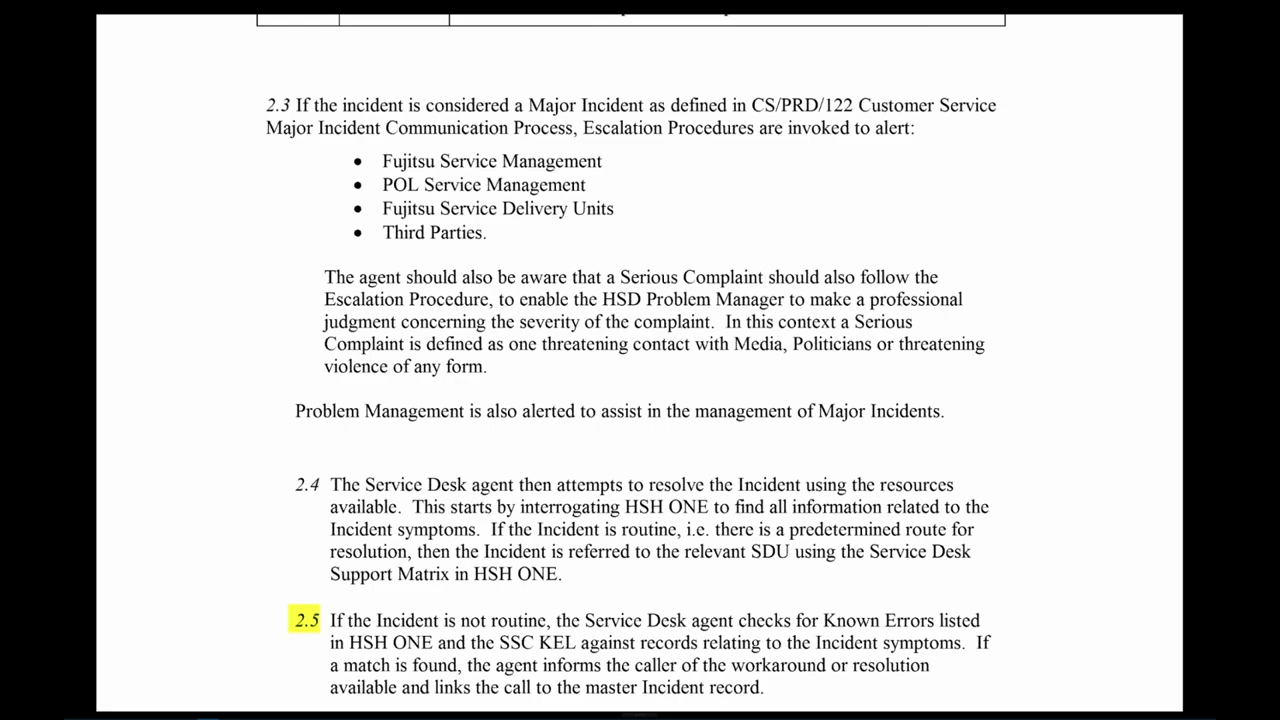 2.3 If the incident is considered a Major Incident as defined in CS/PRD/122 Customer Service
Major Incident Communication Process, Escalation Procedures are invoked to alert:
• Fujitsu Service Management
• POL Service Management
• Fujitsu Service Delivery Units
• Third Parties.
The agent should also be aware that a Serious Complaint should also follow the
Escalation Procedure, to enable the HSD Problem Manager to make a professional
judgment concerning the severity of the complaint. In this context a Serious
Complaint is defined as one threatening contact with Media, Politicians or threatening
violence of any form.
Problem Management is also alerted to assist in the management of Major Incidents.
2.4 The Service Desk agent then attempts to resolve the Incident using the resources
available. This starts by interrogating HSH ONE to find all information related to the
Incident symptoms. If the Incident is routine, i.e. there is a predetermined route for
resolution, then the Incident is referred to the relevant SDU using the Service Desk
Support Matrix in HSH ONE.
2.5 If the Incident is not routine, the Service Desk agent checks for Known Errors listed
in HSH ONE and the SSC KEL against records relating to the Incident symptoms. If
a match is found, the agent informs the caller of the workaround or resolution
available and links the call to the master Incident record.